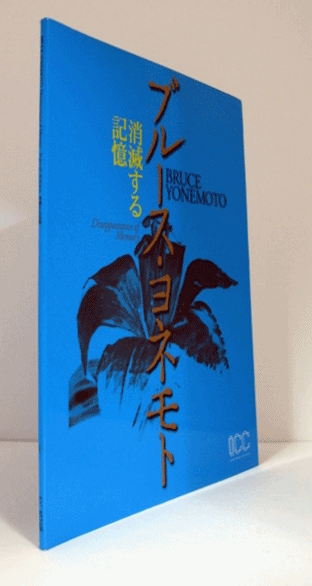 ブルース・ヨネモト
BRUCE
YONEMOTO
消滅する
記憶
Disappearance of
Memory
ICC